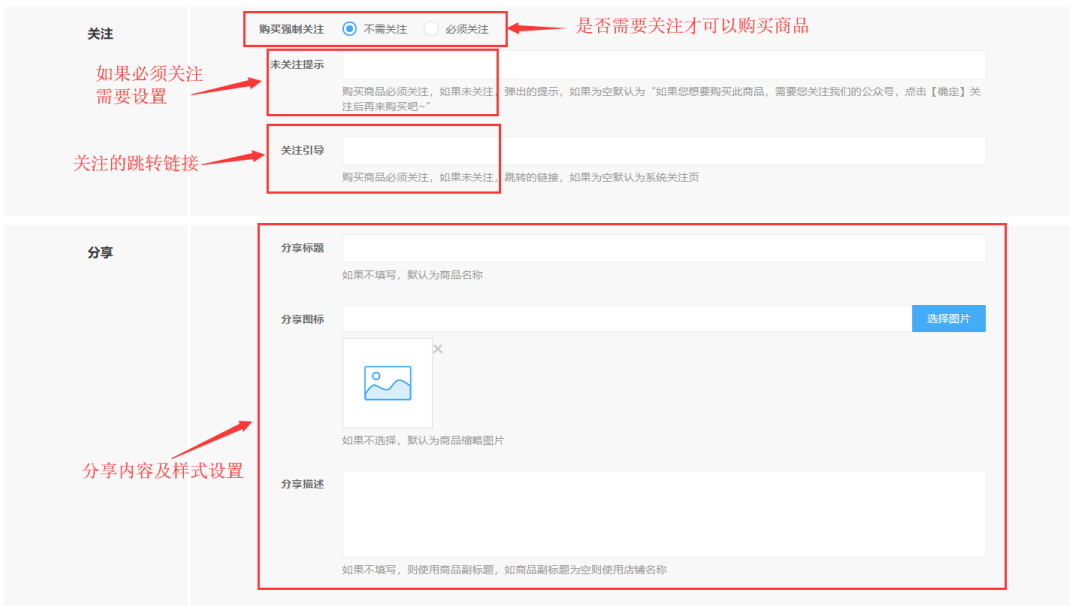 关注
购买强制关注 不需关注 必须关注
是否需要关注才可以购买商品
如果必须关注
需要设置
未关注提示
购买商品必须关注，如果未关注，弹出的提示，如果为空默认为“如果您想要购买此商品，需要您关注我们的公众号，点击【确定】关
注后再来购买吧~”
关注的跳转链接
关注引导
购买商品必须关注，如果未关注，跳转的链接，如果为空默认为系统关注页
分享
分享标题
如果不填写，默认为商品名称
分享图标
选择图片
如果不选择，默认为商品缩略图片
分享内容及样式设置
分享描述
如果不填写，则使用商品副标题，如商品副标题为空则使用店铺名称